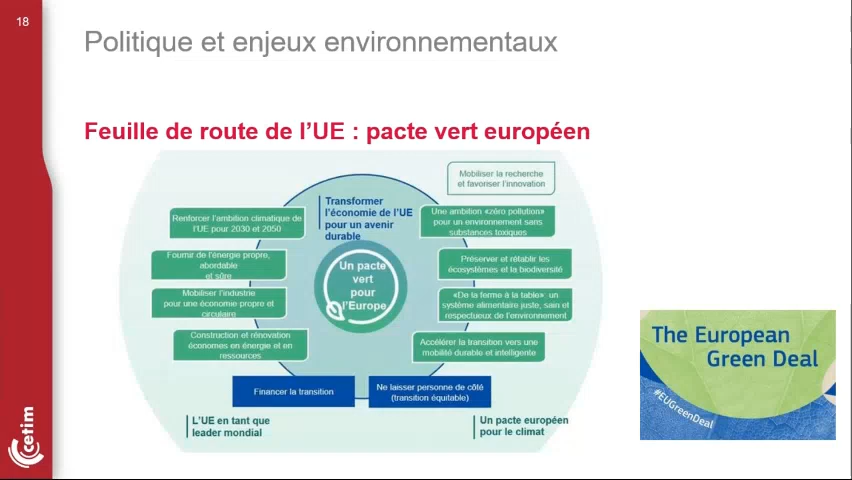 18
Politique et enjeux environnementaux
Feuille de route de l’UE : pacte vert européen
Mobiliser la recherche
et favoriser l’innovation
Transformer
l’économie de l’UE
pour un avenir
durable
Renforcer l’ambition climatique de
l’UE pour 2030 et 2050
Une ambition «zéro pollution»
pour un environnement sans
substances toxiques
Fournir de l’énergie propre,
abordable
et sûre
Préserver et rétablir les
écosystèmes et la biodiversité
Un pacte
vert
pour
l’Europe
Mobiliser l’industrie
pour une économie propre et
circulaire
«De la ferme à la table»: un
système alimentaire juste, sain et
respectueux de l’environnement
Construction et rénovation
économes en énergie et en
ressources
Accélérer la transition vers une
mobilité durable et intelligente
Financer la transition
Ne laisser personne de côté
(transition équitable)
L’UE en tant que
leader mondial
Un pacte européen
pour le climat
The European
Green Deal
#EUGreenDeal
cetim